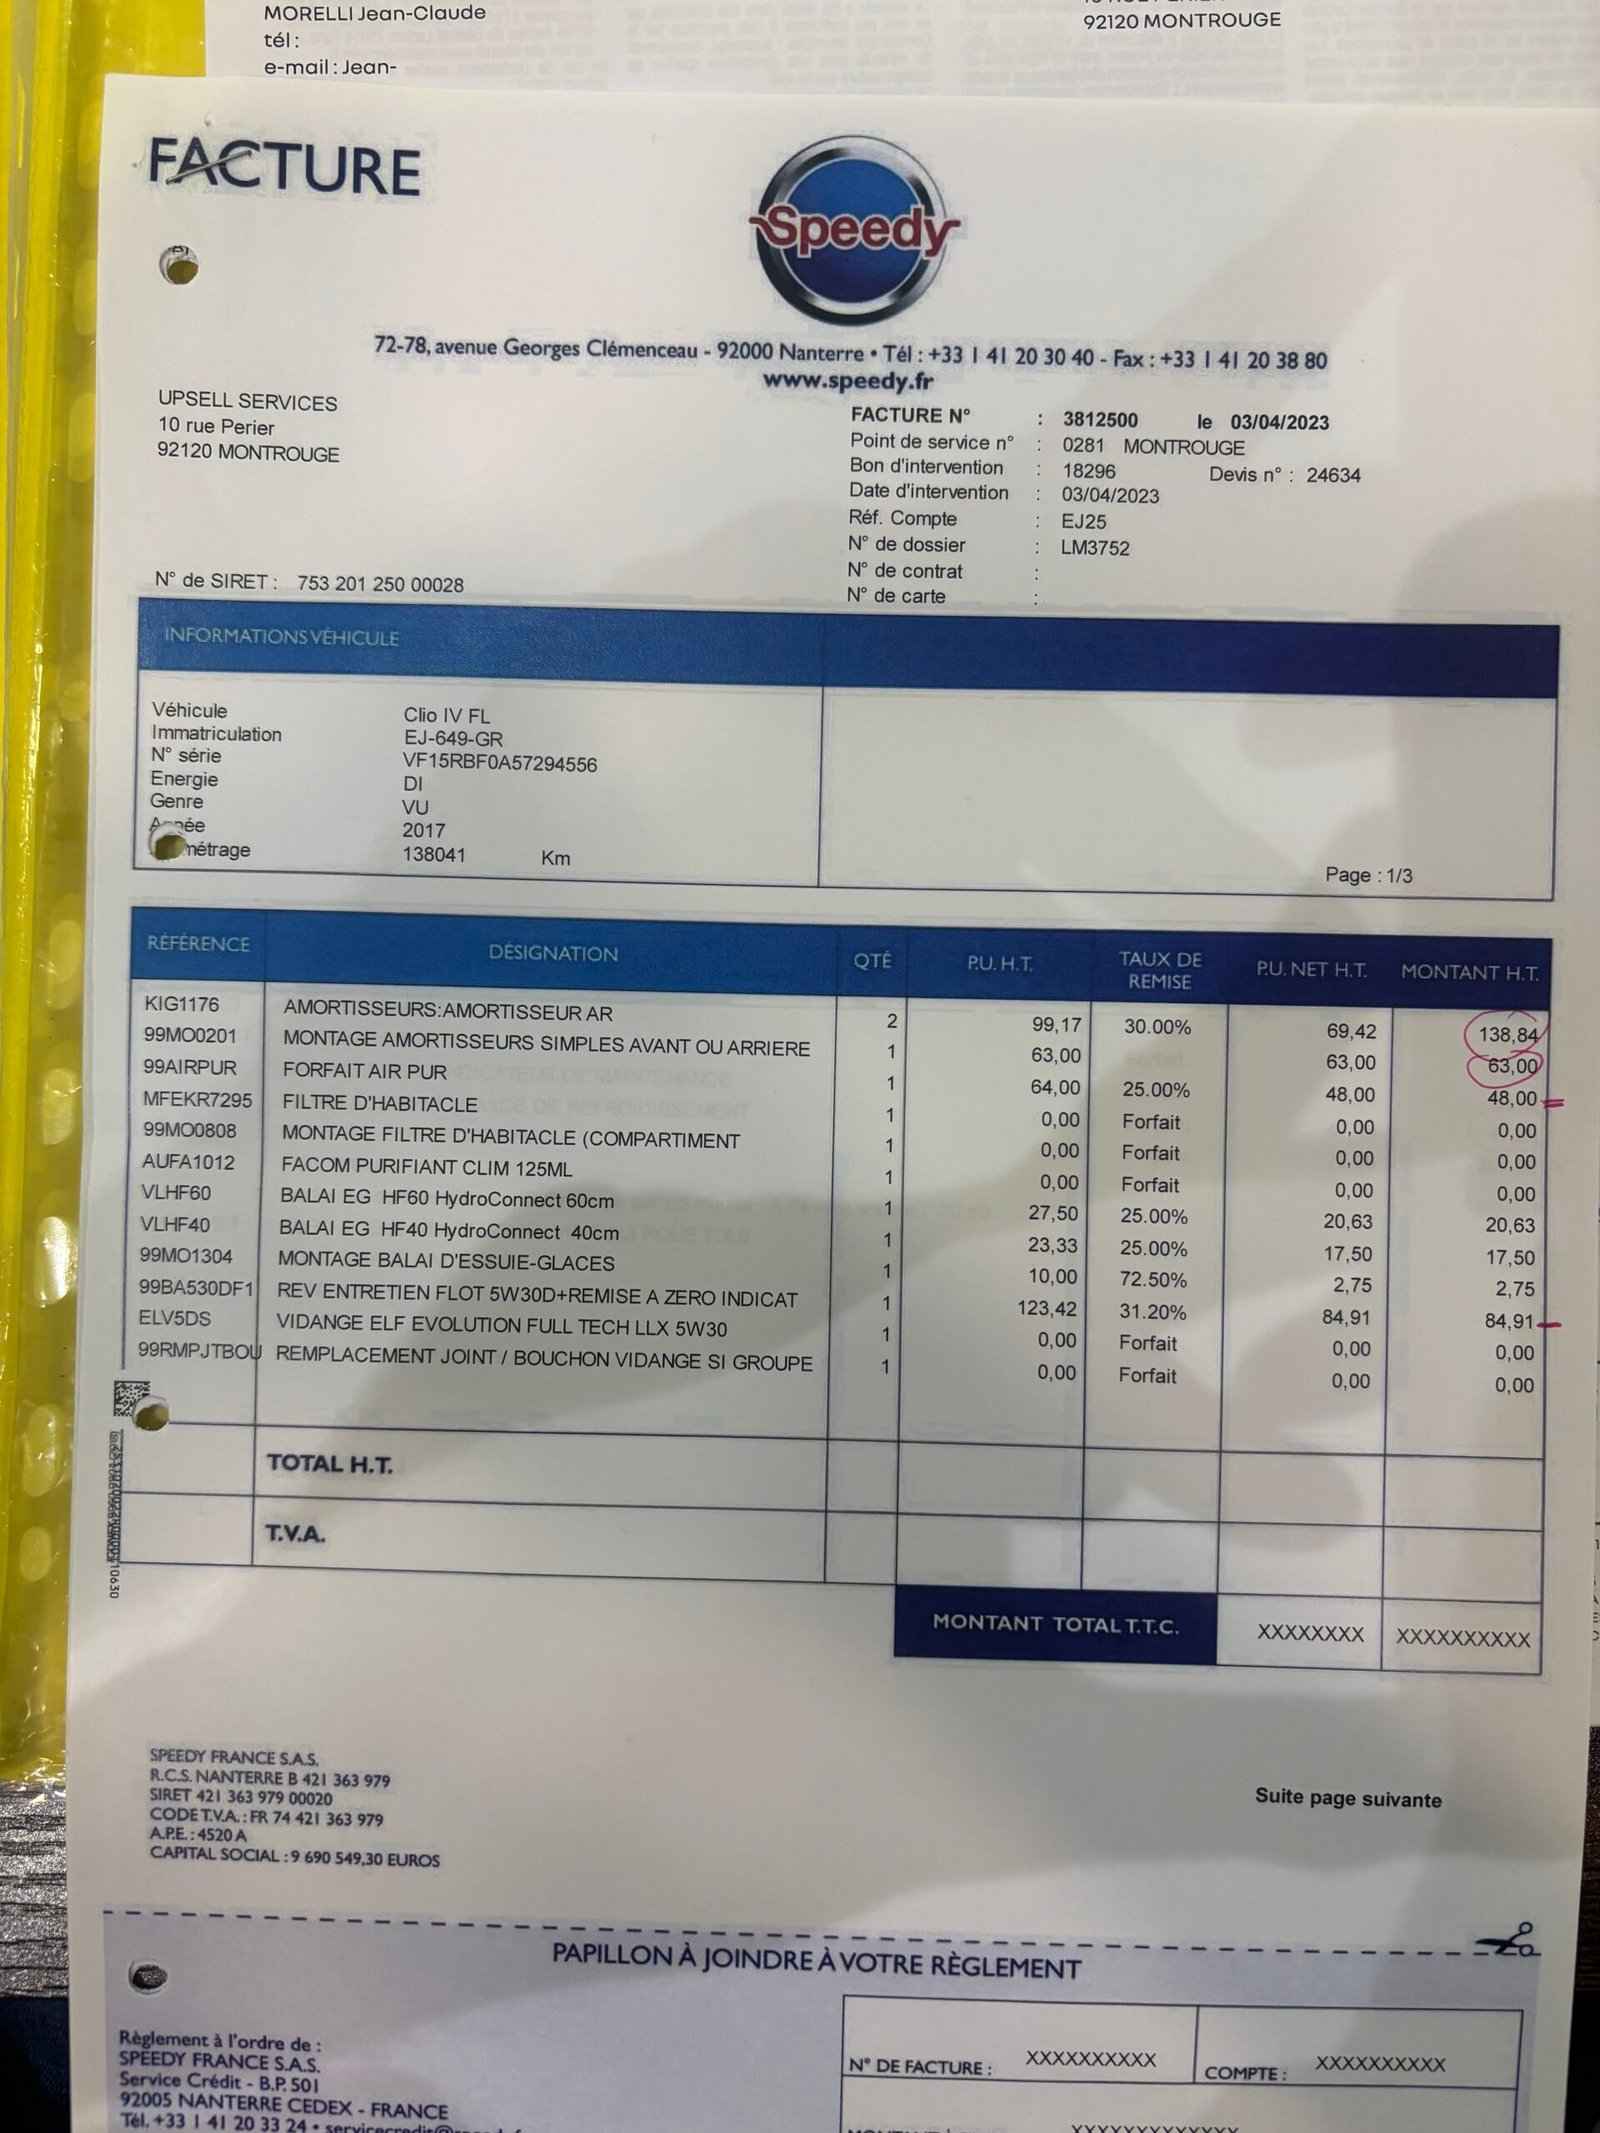 MORELLI Jean-Claude
tél :
e-mail : Jean-
92120 MONTROUGE
FACTURE
Speedy
72-78, avenue Georges Clémenceau - 92000 Nanterre • Tél : +33 1 41 20 30 40 - Fax : +33 1 41 20 38 80
www.speedy.fr
UPSELL SERVICES
10 rue Perier
92120 MONTROUGE
N° de SIRET : 753 201 250 00028
FACTURE N° : 3812500 le 03/04/2023
Point de service n° : 0281 MONTROUGE
Bon d'intervention : 18296 Devis n° : 24634
Date d'intervention : 03/04/2023
Réf. Compte : EJ25
N° de dossier : LM3752
N° de contrat :
N° de carte :
INFORMATIONS VÉHICULE
Véhicule Clio IV FL
Immatriculation EJ-649-GR
N° série VF15RBF0A57294556
Energie DI
Genre VU
Année 2017
métrage 138041 Km
Page : 1/3
RÉFÉRENCE DÉSIGNATION QTÉ P.U. H.T. TAUX DE REMISE P.U. NET H.T. MONTANT H.T.
KIG1176 AMORTISSEURS:AMORTISSEUR AR 2 99,17 30.00% 69,42 138,84
99MO0201 MONTAGE AMORTISSEURS SIMPLES AVANT OU ARRIERE 1 63,00 63,00 63,00
99AIRPUR FORFAIT AIR PUR 1 64,00 25.00% 48,00 48,00
MFEKR7295 FILTRE D'HABITACLE 1 0,00 Forfait 0,00 0,00
99MO0808 MONTAGE FILTRE D'HABITACLE (COMPARTIMENT 1 0,00 Forfait 0,00 0,00
AUFA1012 FACOM PURIFIANT CLIM 125ML 1 0,00 Forfait 0,00 0,00
VLHF60 BALAI EG HF60 HydroConnect 60cm 1 27,50 25.00% 20,63 20,63
VLHF40 BALAI EG HF40 HydroConnect 40cm 1 23,33 25.00% 17,50 17,50
99MO1304 MONTAGE BALAI D'ESSUIE-GLACES 1 10,00 72.50% 2,75 2,75
99BA530DF1 REV ENTRETIEN FLOT 5W30D+REMISE A ZERO INDICAT 1 123,42 31.20% 84,91 84,91
ELV5DS VIDANGE ELF EVOLUTION FULL TECH LLX 5W30 1 0,00 Forfait 0,00 0,00
99RMPJTBOU REMPLACEMENT JOINT / BOUCHON VIDANGE SI GROUPE 1 0,00 Forfait 0,00 0,00
TOTAL H.T.
T.V.A.
MONTANT TOTAL T.T.C. XXXXXXXX XXXXXXXXXX
SPEEDY FRANCE S.A.S.
R.C.S. NANTERRE B 421 363 979
SIRET 421 363 979 00020
CODE T.V.A. : FR 74 421 363 979
A.P.E. : 4520 A
CAPITAL SOCIAL : 9 690 549,30 EUROS
Suite page suivante
PAPILLON À JOINDRE À VOTRE RÈGLEMENT
Règlement à l'ordre de :
SPEEDY FRANCE S.A.S.
Service Crédit - B.P. 501
92005 NANTERRE CEDEX - FRANCE
Tél. +33 1 41 20 33 24 •
N° DE FACTURE : XXXXXXXXXX COMPTE : XXXXXXXXXX